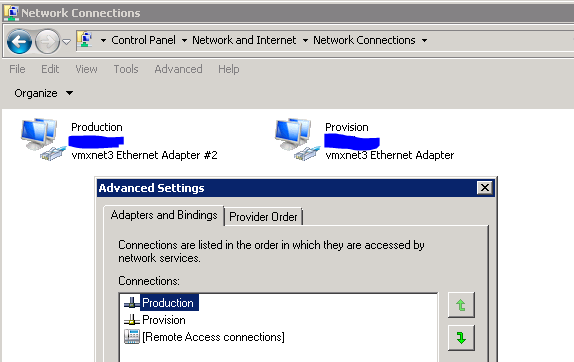 Network Connections
Control Panel Network and Internet Network Connections
File Edit View Tools Advanced Help
Organize
Production
vmxnet3 Ethernet Adapter #2
Provision
vmxnet3 Ethernet Adapter
Advanced Settings
Adapters and Bindings Provider Order
Connections are listed in the order in which they are accessed by
network services.
Connections:
Production
Provision
[Remote Access connections]